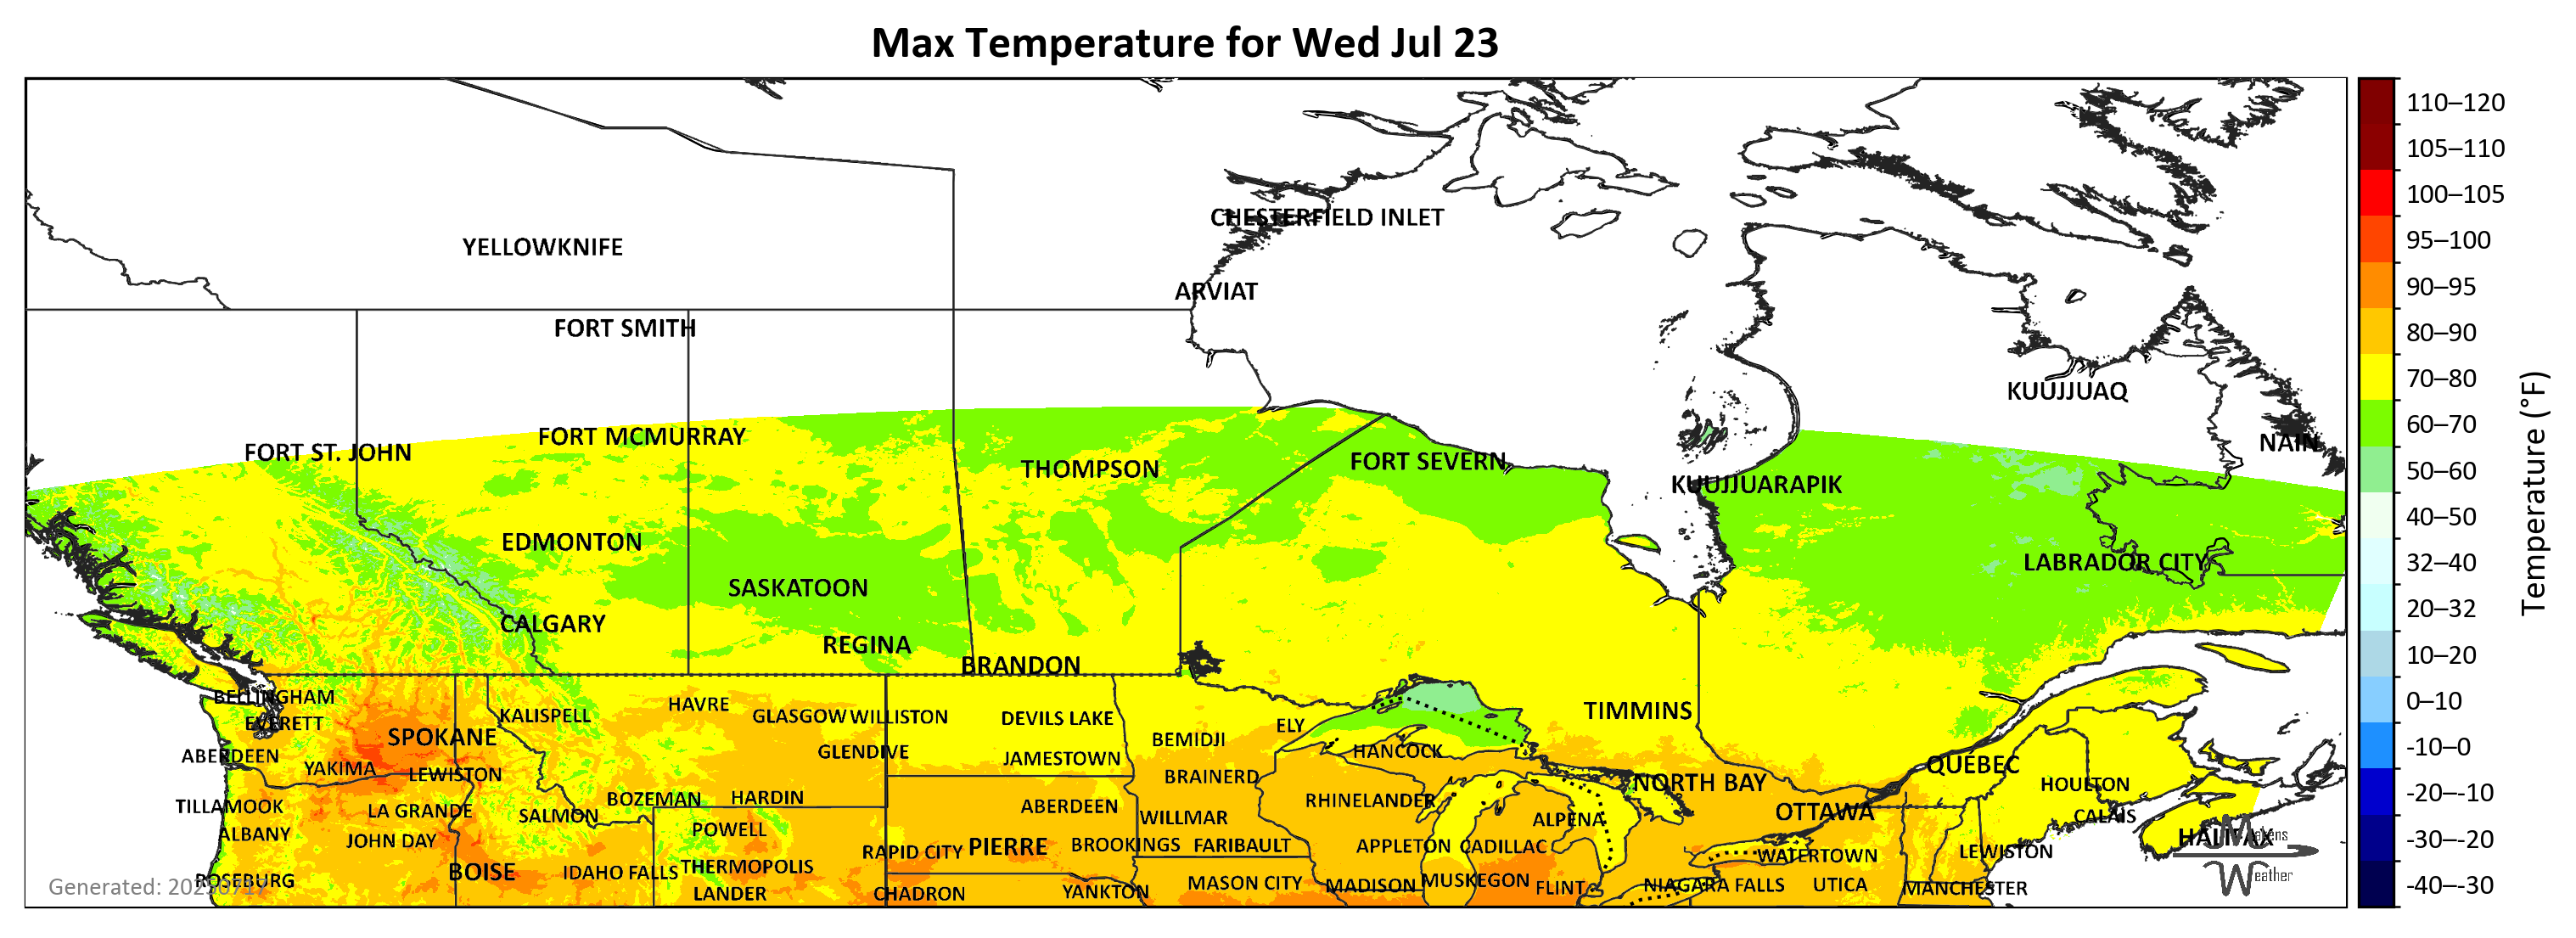 Max Temperature for Wed Jul 23
CHESTERFIELD INLET
YELLOWKNIFE
ARVIAT
FORT SMITH
KUUJJUAQ
NAIN
FORT ST. JOHN
FORT MCMURRAY
THOMPSON
FORT SEVERN
KUUJJUARAPIK
EDMONTON
LABRADOR CITY
SASKATOON
CALGARY
REGINA
BRANDON
BELLINGHAM
HAVRE
KALISPELL
GLASGOW
WILLISTON
DEVILS LAKE
TIMMINS
EVERETT
ELY
SPOKANE
BEMIDJI
GLENDIVE
HANCOCK
ABERDEEN
JAMESTOWN
QUÉBEC
YAKIMA
LEWISTON
BRAINERD
NORTH BAY
HOULTON
BOZEMAN
HARDIN
RHINELANDER
TILLAMOOK
LA GRANDE
ABERDEEN
OTTAWA
SALMON
WILLMAR
ALPENA
CALAIS
ALBANY
POWELL
HALIFAX
JOHN DAY
PIERRE
BROOKINGS
FARIBAULT
APPLETON
CADILLAC
RAPID CITY
WATERTOWN
LEWISTON
BOISE
IDAHO FALLS
THERMOPOLIS
ROSEBURG
MASON CITY
MADISON
MUSKEGON
FLINT
NIAGARA FALLS
UTICA
MANCHESTER
LANDER
CHADRON
YANKTON
Generated: 20250717
Makens
Weather
110–120
105–110
100–105
95–100
90–95
80–90
70–80
60–70
50–60
40–50
32–40
20–32
10–20
0–10
-10–0
-20–-10
-30–-20
-40–-30
Temperature (°F)